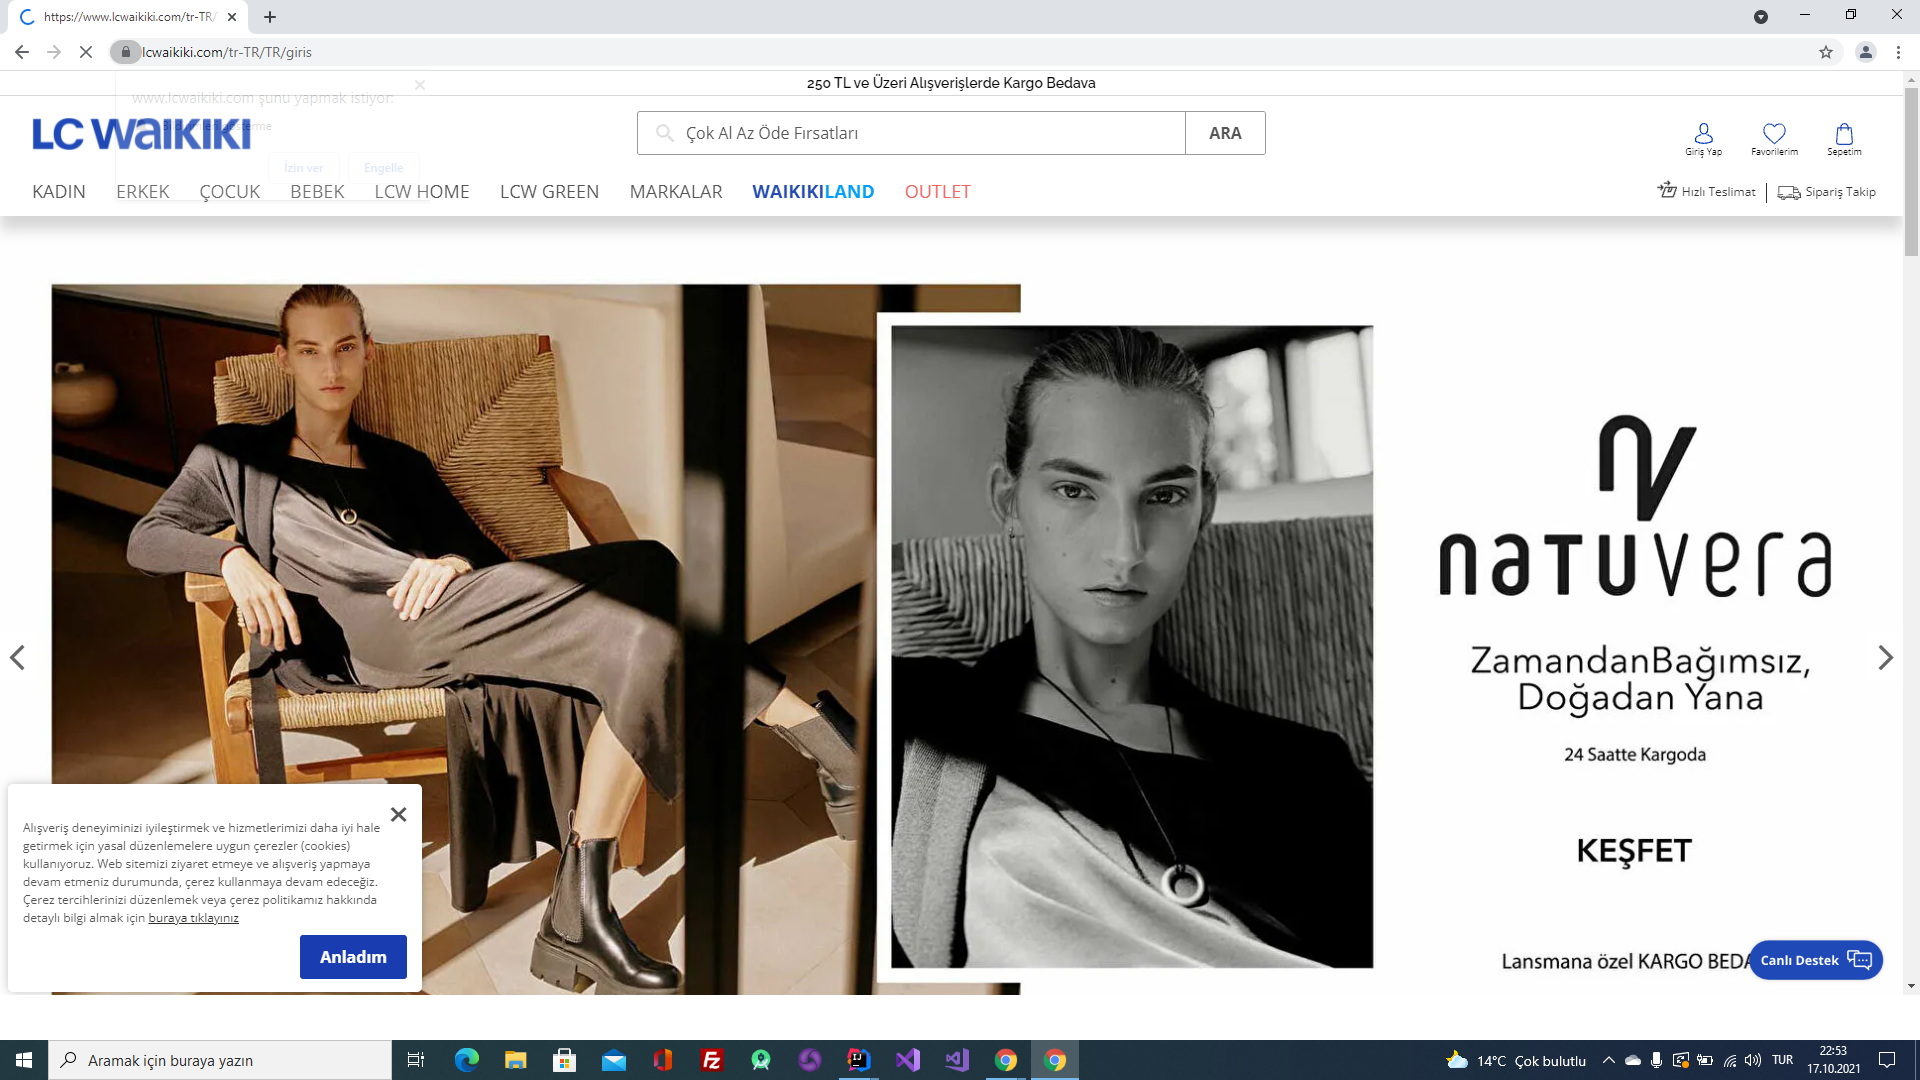 https://www.lcwaikiki.com/tr-TR/
lcwaikiki.com/tr-TR/TR/giris
250 TL ve Üzeri Alışverişlerde Kargo Bedava
www.lcwaikiki.com şunu yapmak istiyor:
LC WAIKIKI
Çok Al Az Öde Fırsatları
ARA
Giriş Yap
Favorilerim
Sepetim
İzin ver
Engelle
KADIN
ERKEK
ÇOCUK
BEBEK
LCW HOME
LCW GREEN
MARKALAR
WAIKIKILAND
OUTLET
Hızlı Teslimat
Sipariş Takip
natuvera
ZamandanBağımsız,
Doğadan Yana
24 Saatte Kargoda
KEŞFET
Lansmana özel KARGO BEDA
Canlı Destek
Alışveriş deneyiminizi iyileştirmek ve hizmetlerimizi daha iyi hale
getirmek için yasal düzenlemelere uygun çerezler (cookies)
kullanıyoruz. Web sitemizi ziyaret etmeye ve alışveriş yapmaya
devam etmeniz durumunda, çerez kullanmaya devam edeceğiz.
Çerez tercihlerinizi düzenlemek veya çerez politikamız hakkında
detaylı bilgi almak için buraya tıklayınız
Anladım
Aramak için buraya yazın
14°C Çok bulutlu
TUR
22:53
17.10.2021